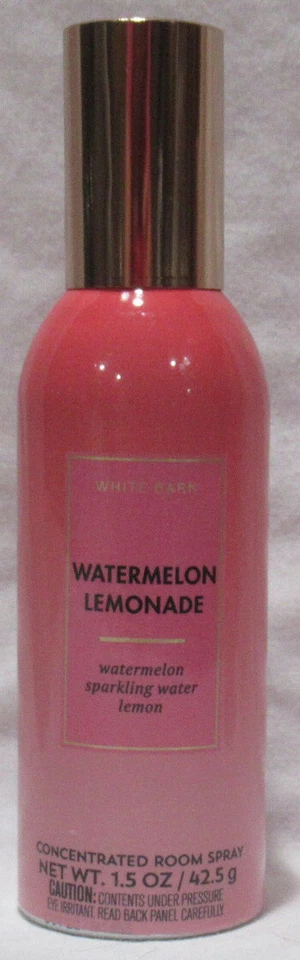 WHITE BARN
WATERMELON
LEMONADE
watermelon
sparkling water
lemon
CONCENTRATED ROOM SPRAY
NET WT. 1.5 OZ / 42.5 g
CAUTION: CONTENTS UNDER PRESSURE
EYE IRRITANT. READ BACK PANEL CAREFULLY.